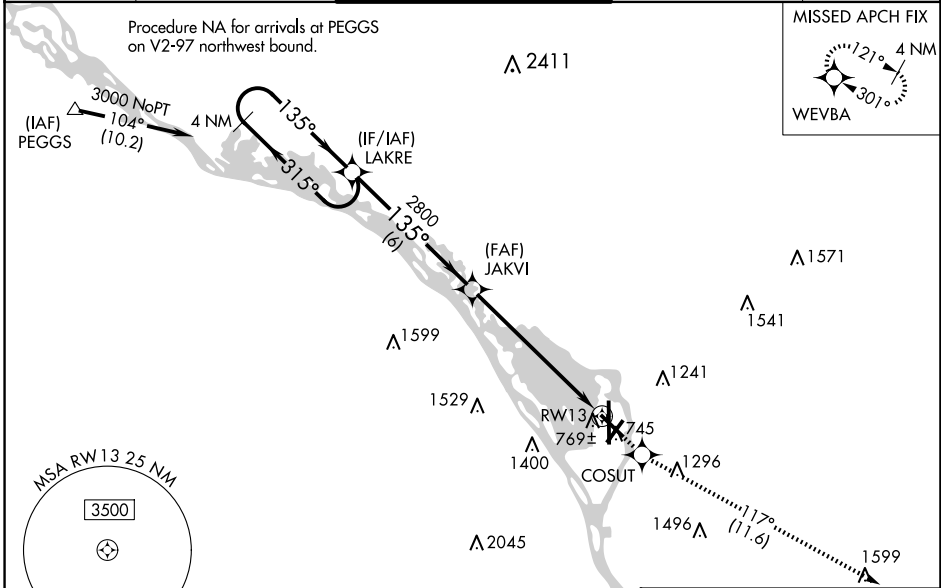 Procedure NA for arrivals at PEGGS
on V2-97 northwest bound.
MISSED APCH FIX
121°
4 NM
301°
WEVBA
2411
3000 NoPT
104°
(10.2)
(IAF)
PEGGS
4 NM
135°
315°
(IF/IAF)
LAKRE
2800
135°
(6)
(FAF)
JAKVI
1571
1541
1599
1241
1529
RW13
769±
745
1400
COSUT
1296
117°
(11.6)
1496
1599
2045
MSA RW13 25 NM
3500